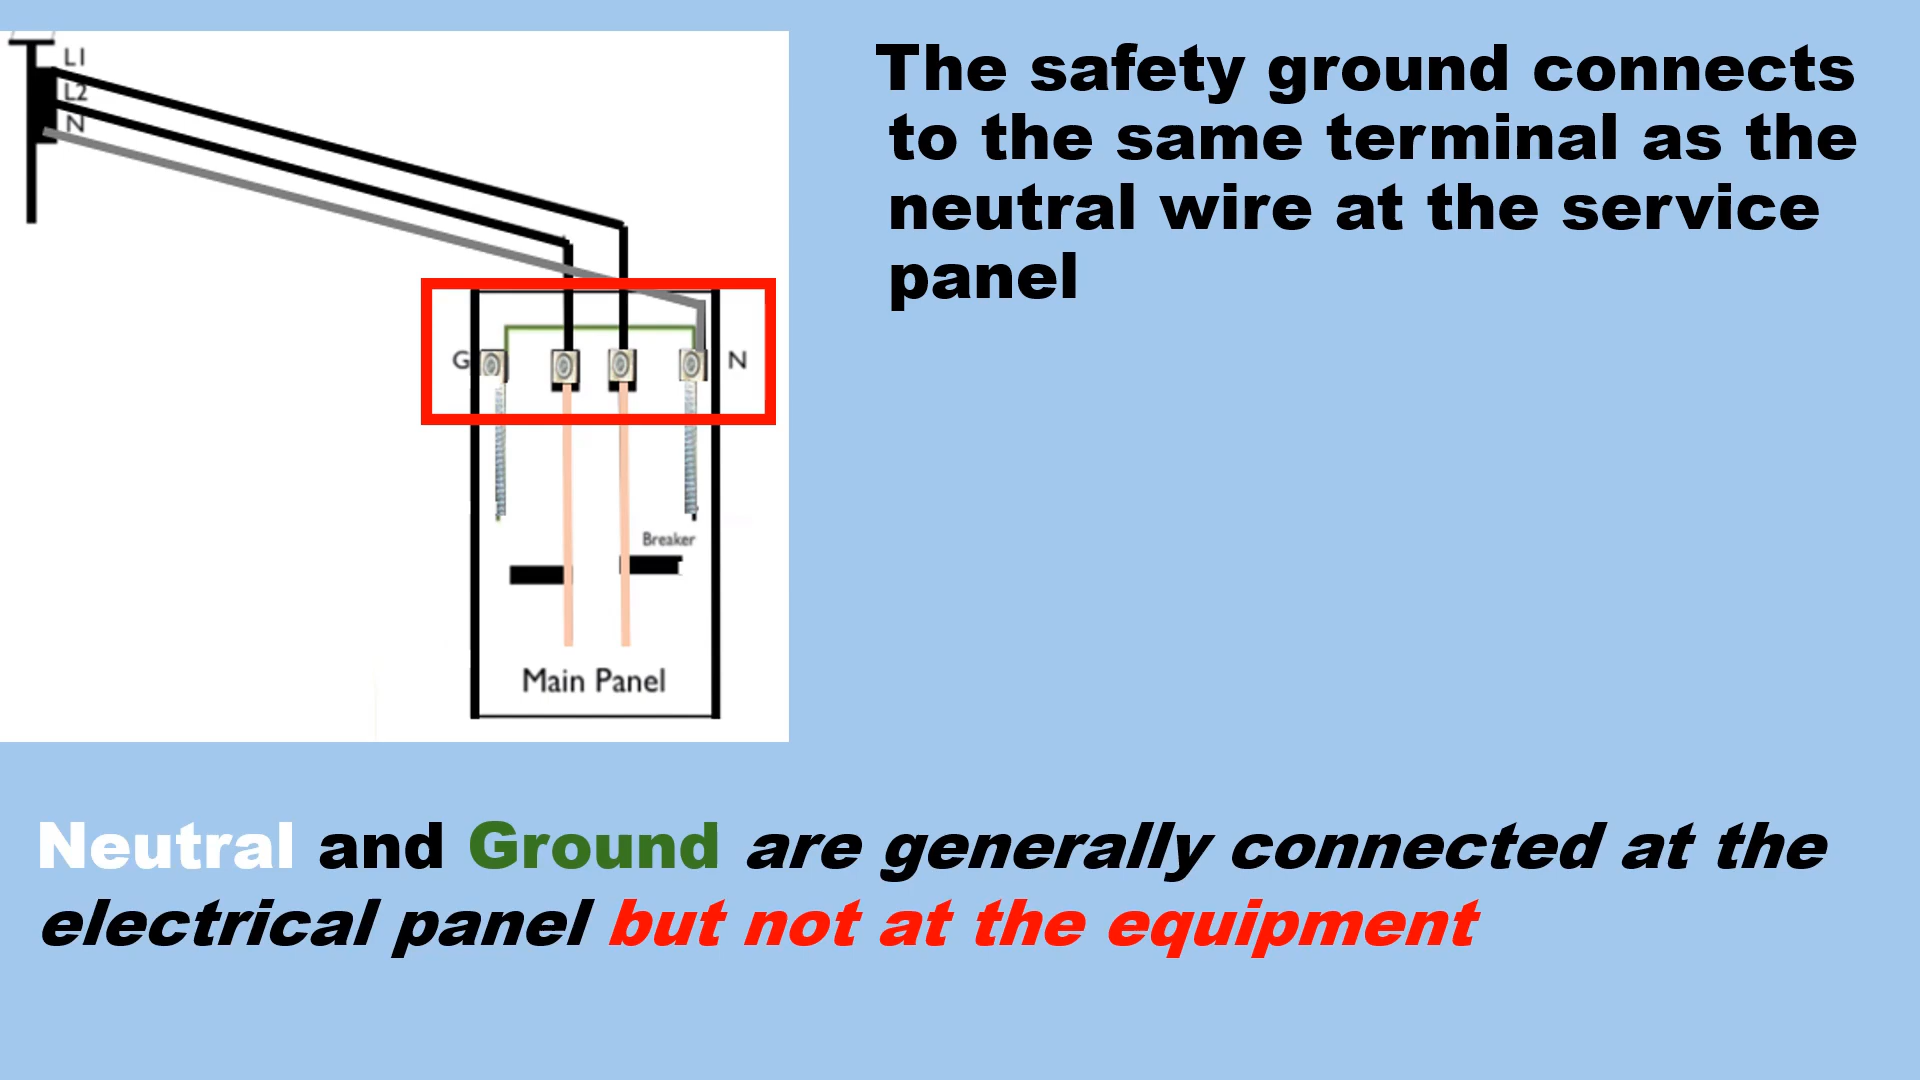 L1
L2
N
G
N
Breaker
Main Panel
The safety ground connects
to the same terminal as the
neutral wire at the service
panel
Neutral and Ground are generally connected at the
electrical panel but not at the equipment